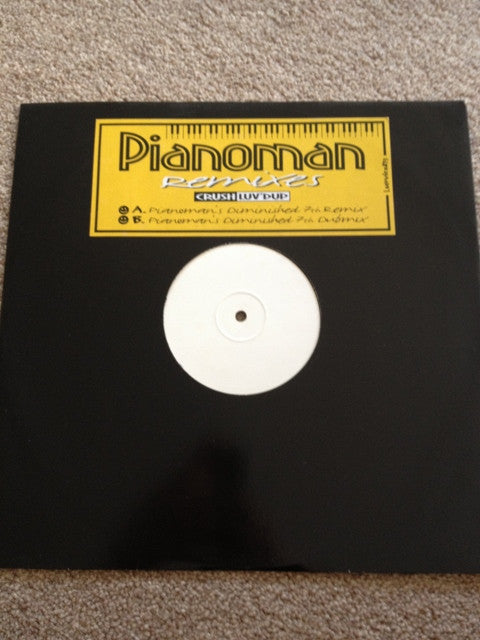 Pianoman
Remixes
CRUSH LUV'DUP
A. Pianoman's Diminished 7th Remix
B. Pianoman's Diminished 7th Dubmix